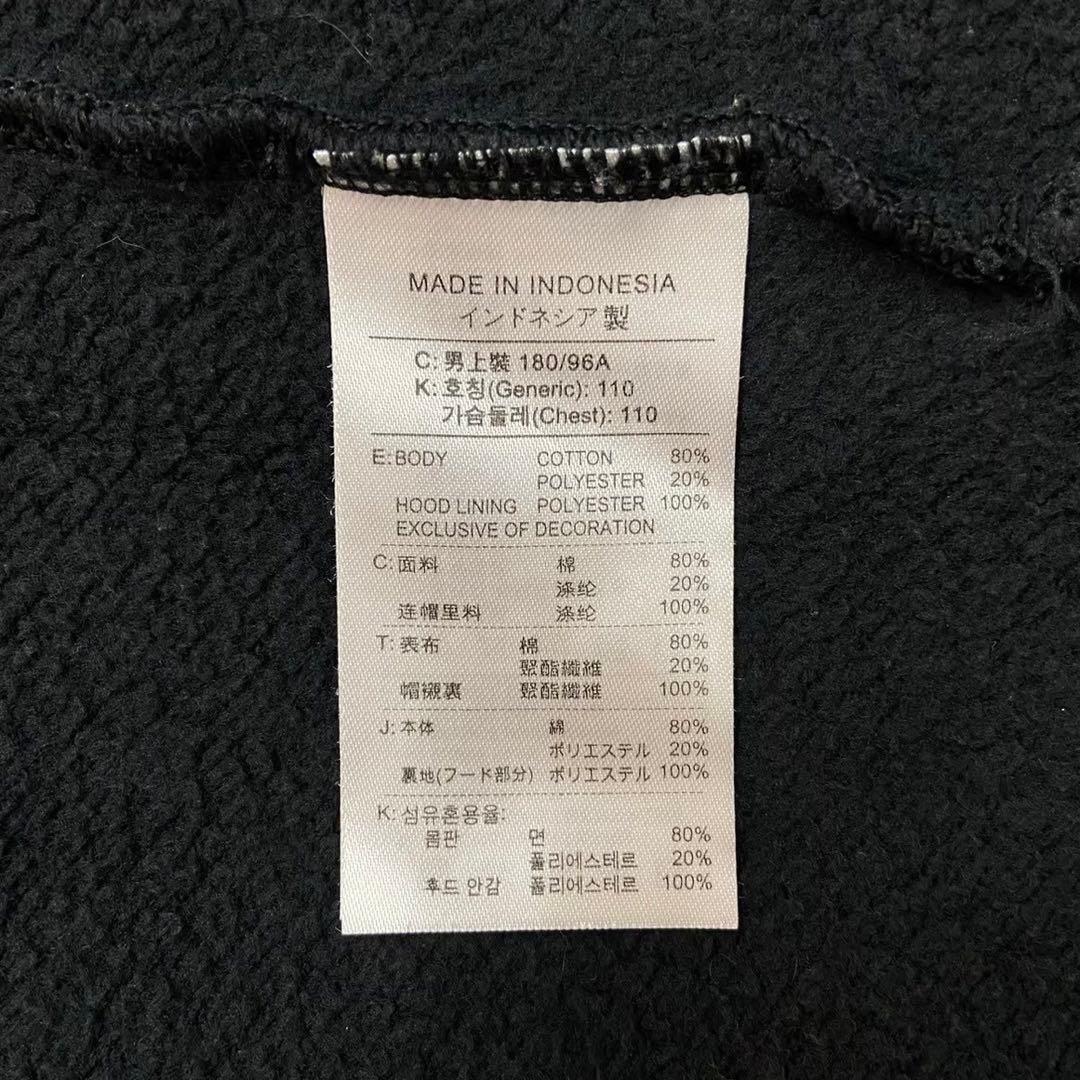 MADE IN INDONESIA
インドネシア製
C: 男上裝 180/96A
K: 호칭(Generic): 110
가슴둘레(Chest): 110
E: BODY COTTON 80%
POLYESTER 20%
HOOD LINING POLYESTER 100%
EXCLUSIVE OF DECORATION
C: 面料 棉 80%
涤纶 20%
连帽里料 涤纶 100%
T: 表布 棉 80%
聚酯纖維 20%
帽襯裏 聚酯纖維 100%
J: 本体 綿 80%
ポリエステル 20%
裏地(フード部分) ポリエステル 100%
K: 섬유혼용율:
몸판 면 80%
폴리에스테르 20%
후드 안감 폴리에스테르 100%